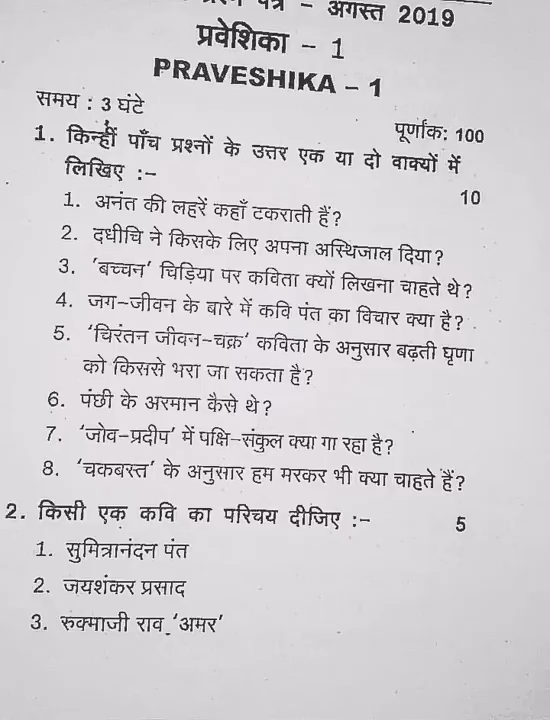 पत्र – अगस्त 2019
प्रवेशिका – 1
PRAVESHIKA – 1
समय : 3 घंटे
पूर्णांक: 100
1. किन्हीं पाँच प्रश्नों के उत्तर एक या दो वाक्यों में
लिखिए :–
10
1. अनंत की लहरें कहाँ टकराती हैं?
2. दधीचि ने किसके लिए अपना अस्थिजाल दिया?
3. 'बच्चन' चिड़िया पर कविता क्यों लिखना चाहते थे?
4. जग–जीवन के बारे में कवि पंत का विचार क्या है?
5. 'चिरंतन जीवन–चक्र' कविता के अनुसार बढ़ती घृणा
को किससे भरा जा सकता है?
6. पंछी के अरमान कैसे थे?
7. 'जोव–प्रदीप' में पक्षि–संकुल क्या गा रहा है?
8. 'चकबस्त' के अनुसार हम मरकर भी क्या चाहते हैं?
2. किसी एक कवि का परिचय दीजिए :–
5
1. सुमित्रानंदन पंत
2. जयशंकर प्रसाद
3. रुक्माजी राव 'अमर'